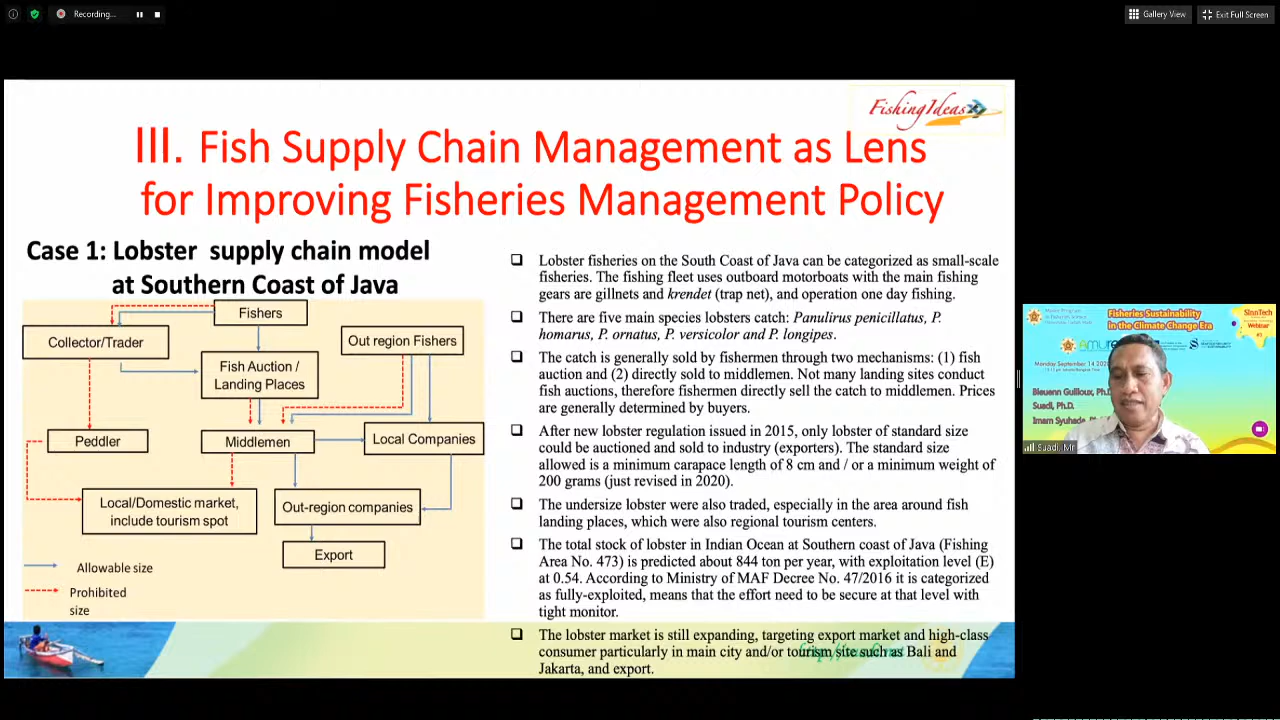 Recording...
Gallery View
Exit Full Screen
FishingIdeas
III. Fish Supply Chain Management as Lens
for Improving Fisheries Management Policy
Case 1: Lobster supply chain model
at Southern Coast of Java
Fishers
Collector/Trader
Out region Fishers
Fish Auction /
Landing Places
Peddler
Middlemen
Local Companies
Local/Domestic market,
include tourism spot
Out-region companies
Export
Allowable size
Prohibited
size
Lobster fisheries on the South Coast of Java can be categorized as small-scale
fisheries. The fishing fleet uses outboard motorboats with the main fishing
gears are gillnets and krendet (trap net), and operation one day fishing.
There are five main species lobsters catch: Panulirus penicillatus, P.
homarus, P. ornatus, P. versicolor and P. longipes.
The catch is generally sold by fishermen through two mechanisms: (1) fish
auction and (2) directly sold to middlemen. Not many landing sites conduct
fish auctions, therefore fishermen directly sell the catch to middlemen. Prices
are generally determined by buyers.
After new lobster regulation issued in 2015, only lobster of standard size
could be auctioned and sold to industry (exporters). The standard size
allowed is a minimum carapace length of 8 cm and / or a minimum weight of
200 grams (just revised in 2020).
The undersize lobster were also traded, especially in the area around fish
landing places, which were also regional tourism centers.
The total stock of lobster in Indian Ocean at Southern coast of Java (Fishing
Area No. 473) is predicted about 844 ton per year, with exploitation level (E)
at 0.54. According to Ministry of MAF Decree No. 47/2016 it is categorized
as fully-exploited, means that the effort need to be secure at that level with
tight monitor.
The lobster market is still expanding, targeting export market and high-class
consumer particularly in main city and/or tourism site such as Bali and
Jakarta, and export.
Fisheries Sustainability
in the Climate Change Era
SinnTech
Webinar
Monday September 14
Bleuenn Guilloux, Ph.D
Suadi, Ph.D.
Imam Syuhada
Suadi, Mr